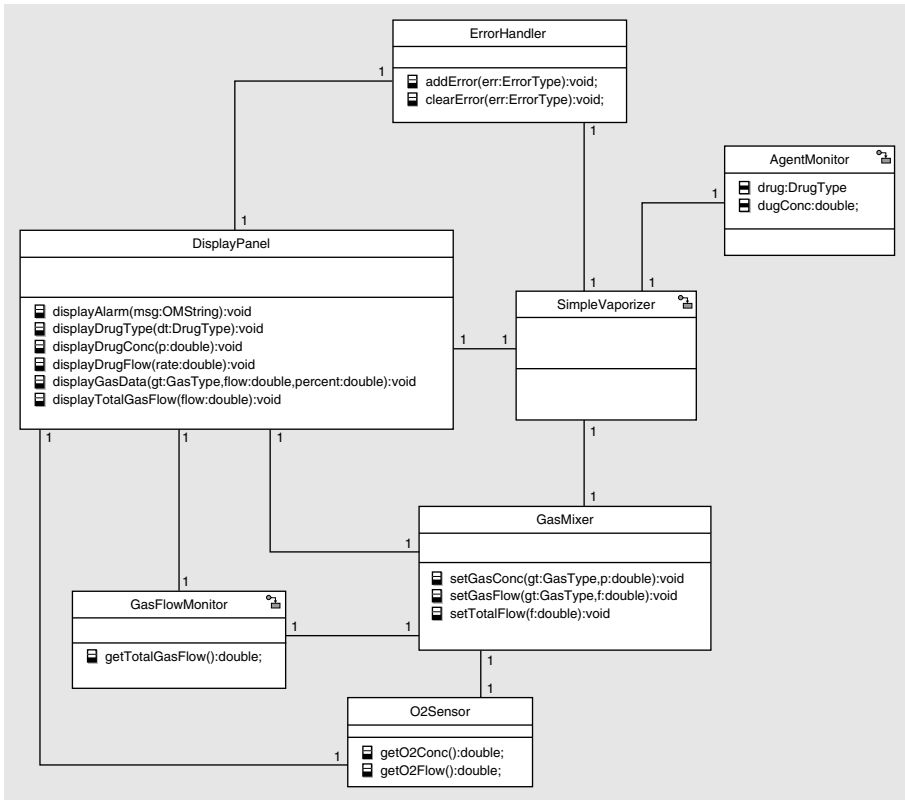 ErrorHandler
addError(err:ErrorType):void;
clearError(err:ErrorType):void;
1
1
1
AgentMonitor
drug:DrugType
dugConc:double;
1
1
1
DisplayPanel
displayAlarm(msg:OMString):void
displayDrugType(dt:DrugType):void
displayDrugConc(p:double):void
displayDrugFlow(rate:double):void
displayGasData(gt:GasType,flow:double,percent:double):void
displayTotalGasFlow(flow:double):void
SimpleVaporizer
1
1
1
1
1
1
1
GasMixer
setGasConc(gt:GasType,p:double):void
setGasFlow(gt:GasType,f:double):void
setTotalFlow(f:double):void
1
1
GasFlowMonitor
getTotalGasFlow():double;
1
1
1
1
O2Sensor
getO2Conc():double;
getO2Flow():double;
1